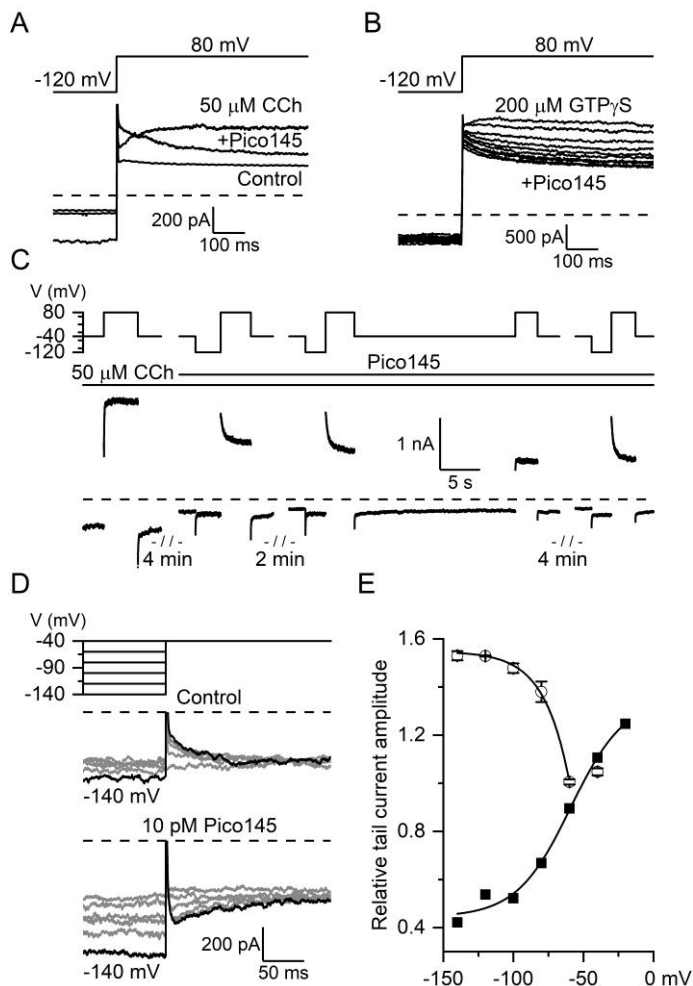 A
80 mV
-120 mV
50 μM CCh
+Pico145
Control
200 pA
100 ms
B
80 mV
-120 mV
200 μM GTPγS
+Pico145
500 pA
100 ms
C
V (mV)
80
-40
-120
50 μM CCh
Pico145
1 nA
5 s
- // -
4 min
- // -
2 min
- // -
4 min
D
V (mV)
-40
-90
-140
Control
-140 mV
10 pM Pico145
-140 mV
200 pA
50 ms
E
Relative tail current amplitude
1.6
1.2
0.8
0.4
-150
-100
-50
0 mV